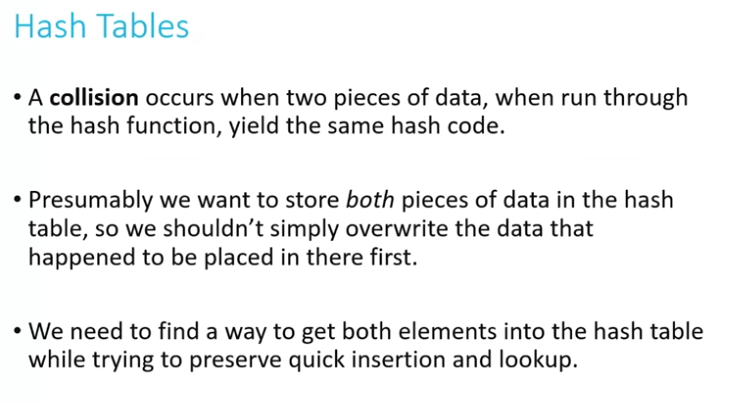 Hash Tables
• A collision occurs when two pieces of data, when run through
the hash function, yield the same hash code.
• Presumably we want to store both pieces of data in the hash
table, so we shouldn’t simply overwrite the data that
happened to be placed in there first.
• We need to find a way to get both elements into the hash table
while trying to preserve quick insertion and lookup.